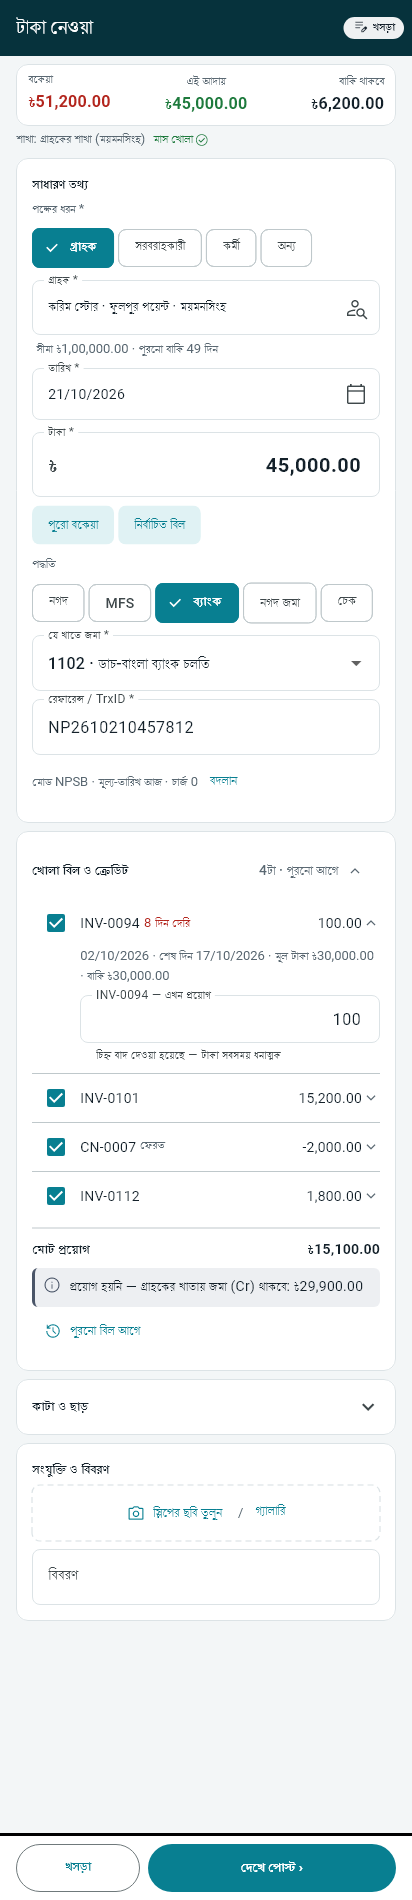 টাকা নেওয়া
খসড়া
বকেয়া
এই আদায়
বাকি থাকবে
৳51,200.00
৳45,000.00
৳6,200.00
শাখা: গ্রাহকের শাখা (ময়মনসিংহ) মাস খোলা
সাধারণ তথ্য
পক্ষের ধরন *
গ্রাহক
সরবরাহকারী
কর্মী
অন্য
গ্রাহক *
করিম স্টোর · ফুলপুর পয়েন্ট · ময়মনসিংহ
সীমা ৳1,00,000.00 · পুরনো বাকি 49 দিন
তারিখ *
21/10/2026
টাকা *
৳ 45,000.00
পুরো বকেয়া
নির্বাচিত বিল
পদ্ধতি
নগদ
MFS
ব্যাংক
নগদ জমা
চেক
যে খাতে জমা *
1102 · ডাচ-বাংলা ব্যাংক চলতি
রেফারেন্স / TrxID *
NP2610210457812
মোড NPSB · মূল্য-তারিখ আজ · চার্জ 0 বদলান
খোলা বিল ও ক্রেডিট
4টা · পুরনো আগে
INV-0094 8 দিন দেরি 100.00
02/10/2026 · শেষ দিন 17/10/2026 · মূল টাকা ৳30,000.00
· বাকি ৳30,000.00
INV-0094 — এখন প্রয়োগ
100
চিহ্ন বাদ দেওয়া হয়েছে — টাকা সবসময় ধনাত্মক
INV-0101 15,200.00
CN-0007 ফেরত -2,000.00
INV-0112 1,800.00
মোট প্রয়োগ ৳15,100.00
প্রয়োগ হয়নি — গ্রাহকের খাতায় জমা (Cr) থাকবে: ৳29,900.00
পুরনো বিল আগে
কাটা ও ছাড়
সংযুক্তি ও বিবরণ
স্লিপের ছবি তুলুন / গ্যালারি
বিবরণ
খসড়া
দেখে পোস্ট ›